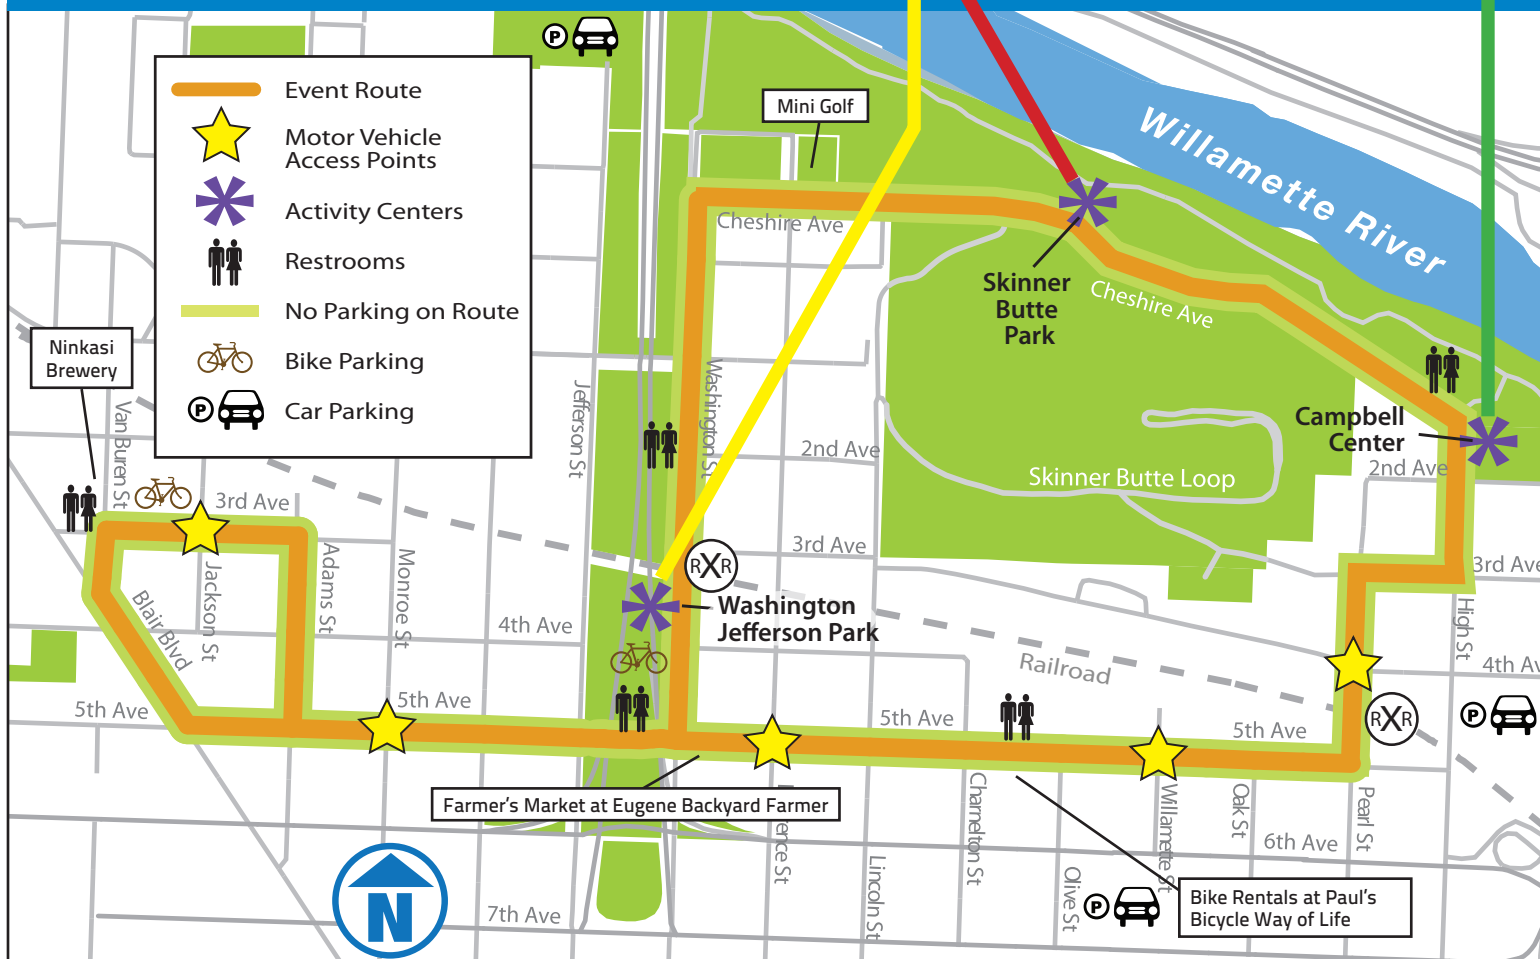 P
Event Route
Motor Vehicle
Access Points
Activity Centers
Restrooms
No Parking on Route
Bike Parking
P
Car Parking
Mini Golf
Willamette River
Cheshire Ave
Skinner
Butte
Park
Cheshire Ave
Ninkasi
Brewery
Van Buren St
Jefferson St
Washington St
2nd Ave
Campbell
Center
2nd Ave
Skinner Butte Loop
3rd Ave
3rd Ave
RXR
3rd Ave
Jackson St
Adams St
Monroe St
Blair Blvd
4th Ave
Washington
Jefferson Park
High St
Railroad
4th Av
5th Ave
5th Ave
5th Ave
5th Ave
RXR
P
Farmer's Market at Eugene Backyard Farmer
Charnelton St
Willamette St
Oak St
Pearl St
6th Ave
ence St
Lincoln St
Olive St
P
Bike Rentals at Paul's
Bicycle Way of Life
7th Ave
N